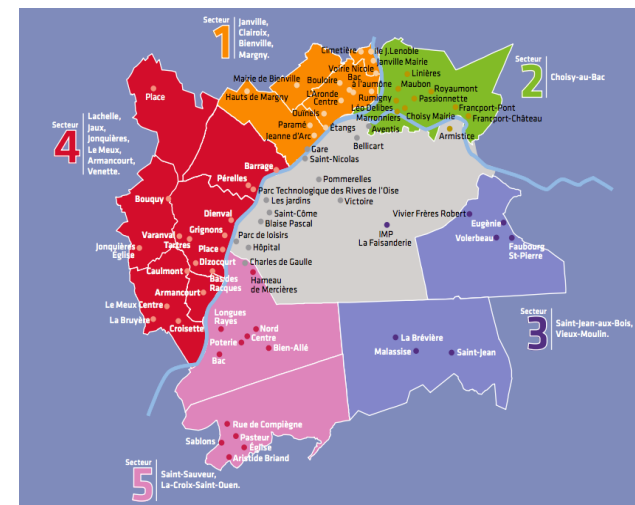 Secteur
1
Janville,
Clairoix,
Bienville,
Margny.
Secteur
2
Choisy-au-Bac
Secteur
4
Lachelle,
Jaux,
Jonquières,
Le Meux,
Armancourt,
Venette.
Secteur
3
Saint-Jean-aux-Bois,
Vieux-Moulin.
Secteur
5
Saint-Sauveur,
La-Croix-Saint-Ouen.
Cimetière
Ile J.Lenoble
Janville Mairie
Voirie Nicole
Bac
à l'aumône
Linières
Maubon
Royaumont
Passionnette
Francport-Pont
Francport-Château
Mairie de Bienville
Bouloire
Hauts de Margny
L'Aronde
Centre
Rumigny
Léo Delibes
Choisy Mairie
Ouinels
Marronniers
Paramé
Étangs
Aventis
Armistice
Jeanne d'Arc
Bellicart
Gare
Saint-Nicolas
Place
Barrage
Pérelles
Pommerelles
Parc Technologique des Rives de l'Oise
Les Jardins
Victoire
Bouquy
Saint-Côme
Dienval
Blaise Pascal
Vivier Frères Robert
Eugénie
Varanval
Grignons
Tartres
Parc de loisirs
IMP
La Faisanderie
Volerbeau
Faubourg
St-Pierre
Jonquières
Église
Place
Hôpital
Dizocourt
Charles de Gaulle
Caulmont
Bas des
Racques
Hameau
de Mercières
Armancourt
Le Meux Centre
Longues
Rayes
La Bruyère
Croisette
Nord
Centre
Poterie
Bien-Allé
Bac
La Brévière
Malassise
Saint-Jean
Rue de Compiègne
Pasteur
Sablons
Église
Aristide Briand